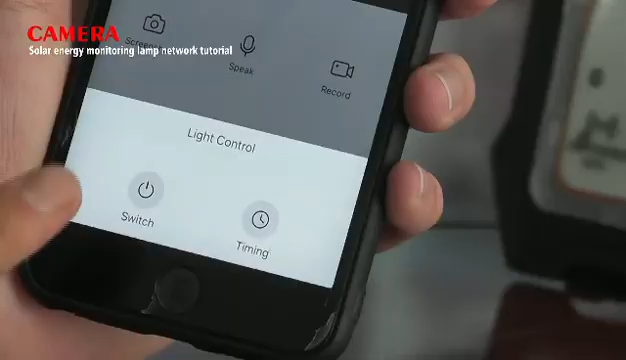 CAMERA
Solar energy monitoring lamp network tutorial
Speak
Record
Light Control
Switch
Timing